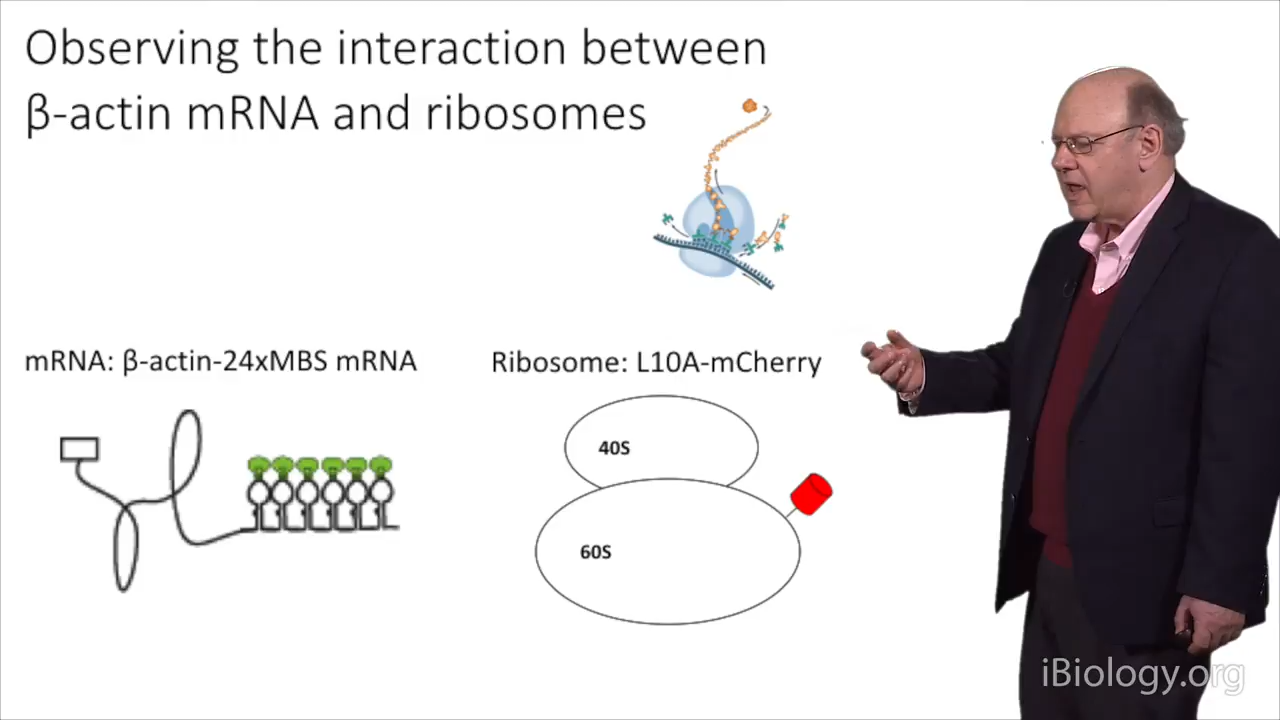 Observing the interaction between
β-actin mRNA and ribosomes
mRNA: β-actin-24xMBS mRNA
Ribosome: L10A-mCherry
40S
60S
iBiology.org